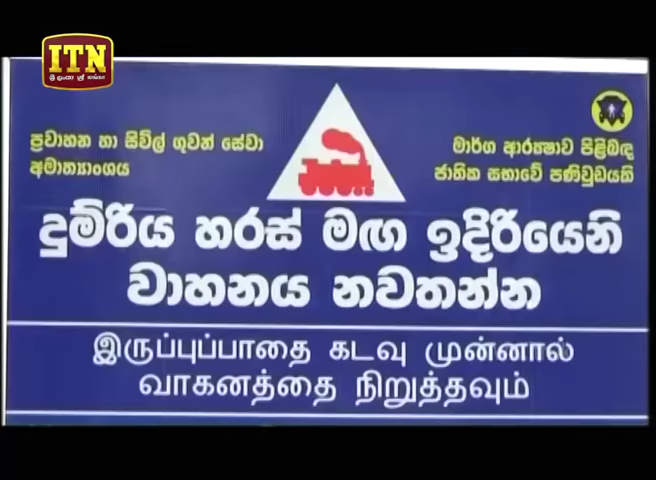 ITN
ශ්‍රී ලංකා ශ්‍රී லங்கா
ප්‍රවාහන හා සිවිල් ගුවන් සේවා
අමාත්‍යාංශය
මාර්ග ආරක්ෂාව පිළිබඳ
ජාතික සභාවේ පණිවුඩයකි
දුම්රිය හරස් මඟ ඉදිරියෙනි
වාහනය නවතන්න
இருப்புப்பாதை கடவு முன்னால்
வாகனத்தை நிறுத்தவும்